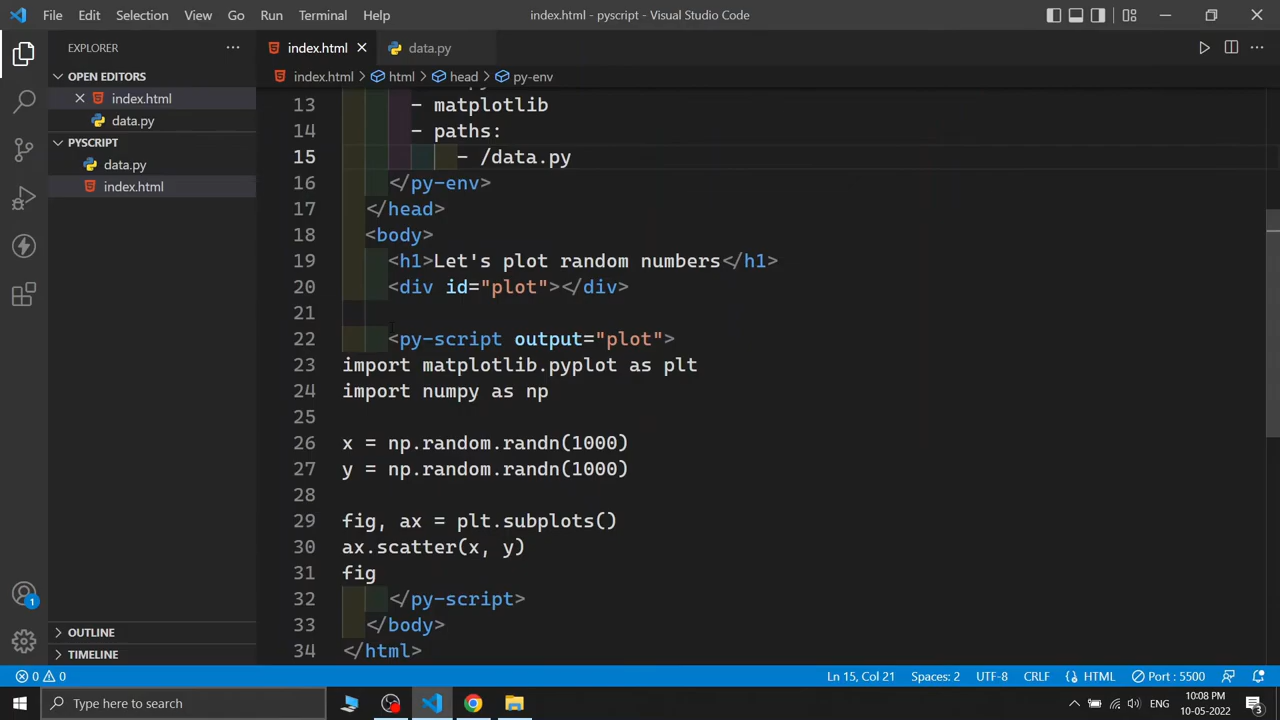 File Edit Selection View Go Run Terminal Help index.html - pyscript - Visual Studio Code
EXPLORER ... index.html data.py
OPEN EDITORS
index.html
data.py
PYSCRIPT
data.py
index.html
OUTLINE
TIMELINE
index.html > html > head > py-env
13 - matplotlib
14 - paths:
15 - /data.py
16 </py-env>
17 </head>
18 <body>
19 <h1>Let's plot random numbers</h1>
20 <div id="plot"></div>
21
22 <py-script output="plot">
23 import matplotlib.pyplot as plt
24 import numpy as np
25
26 x = np.random.randn(1000)
27 y = np.random.randn(1000)
28
29 fig, ax = plt.subplots()
30 ax.scatter(x, y)
31 fig
32 </py-script>
33 </body>
34 </html>
1
0 0 Ln 15, Col 21 Spaces: 2 UTF-8 CRLF HTML Port : 5500
Type here to search ENG 10:08 PM
10-05-2022 3